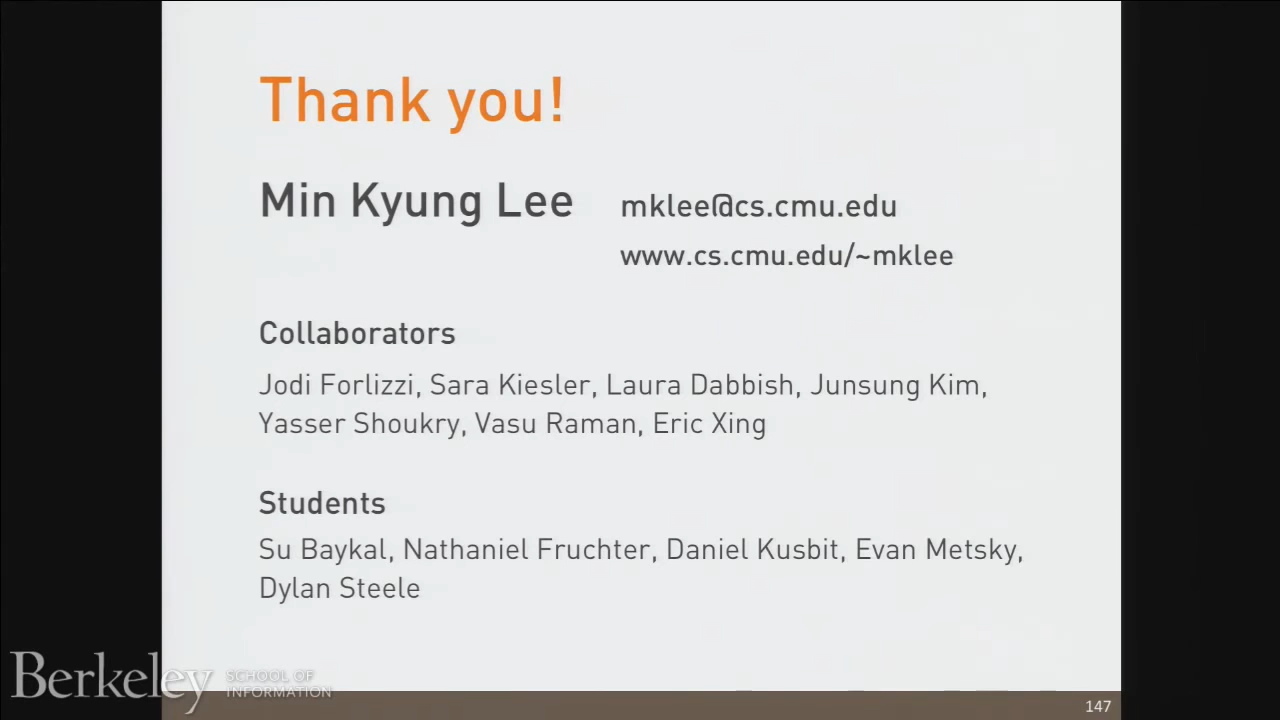 Thank you!
Min Kyung Lee mklee@cs.cmu.edu
www.cs.cmu.edu/~mklee
Collaborators
Jodi Forlizzi, Sara Kiesler, Laura Dabbish, Junsung Kim,
Yasser Shoukry, Vasu Raman, Eric Xing
Students
Su Baykal, Nathaniel Fruchter, Daniel Kusbit, Evan Metsky,
Dylan Steele
Berkeley SCHOOL OF
INFORMATION
147